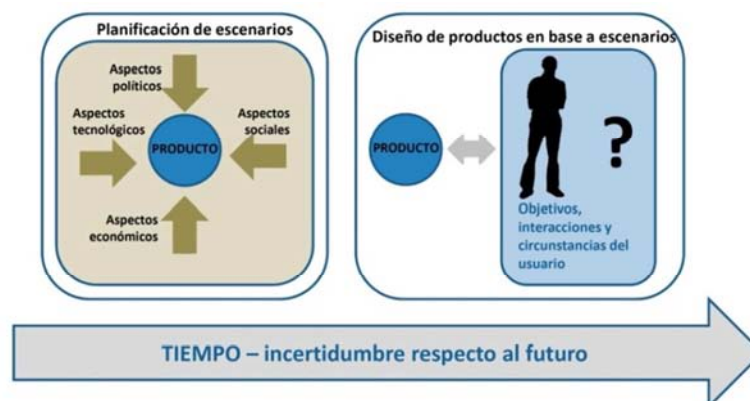 Planificación de escenarios
Aspectos
políticos
Aspectos
tecnológicos
Aspectos
sociales
PRODUCTO
Aspectos
económicos
Diseño de productos en base a escenarios
PRODUCTO
?
Objetivos,
interacciones y
circunstancias del
usuario
TIEMPO – incertidumbre respecto al futuro